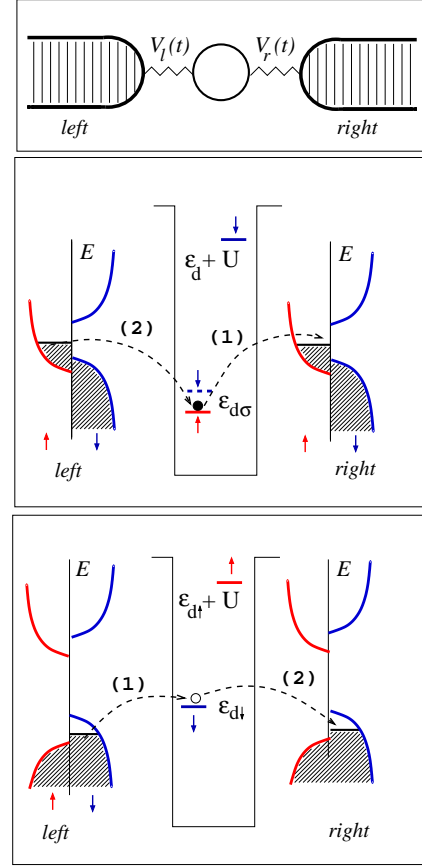 V_l(t) V_r(t)
left right
E E
ε_d + U
(2) (1)
ε_dσ
left right
E E
ε_d↑ + U
(1) (2)
ε_d↓
left right